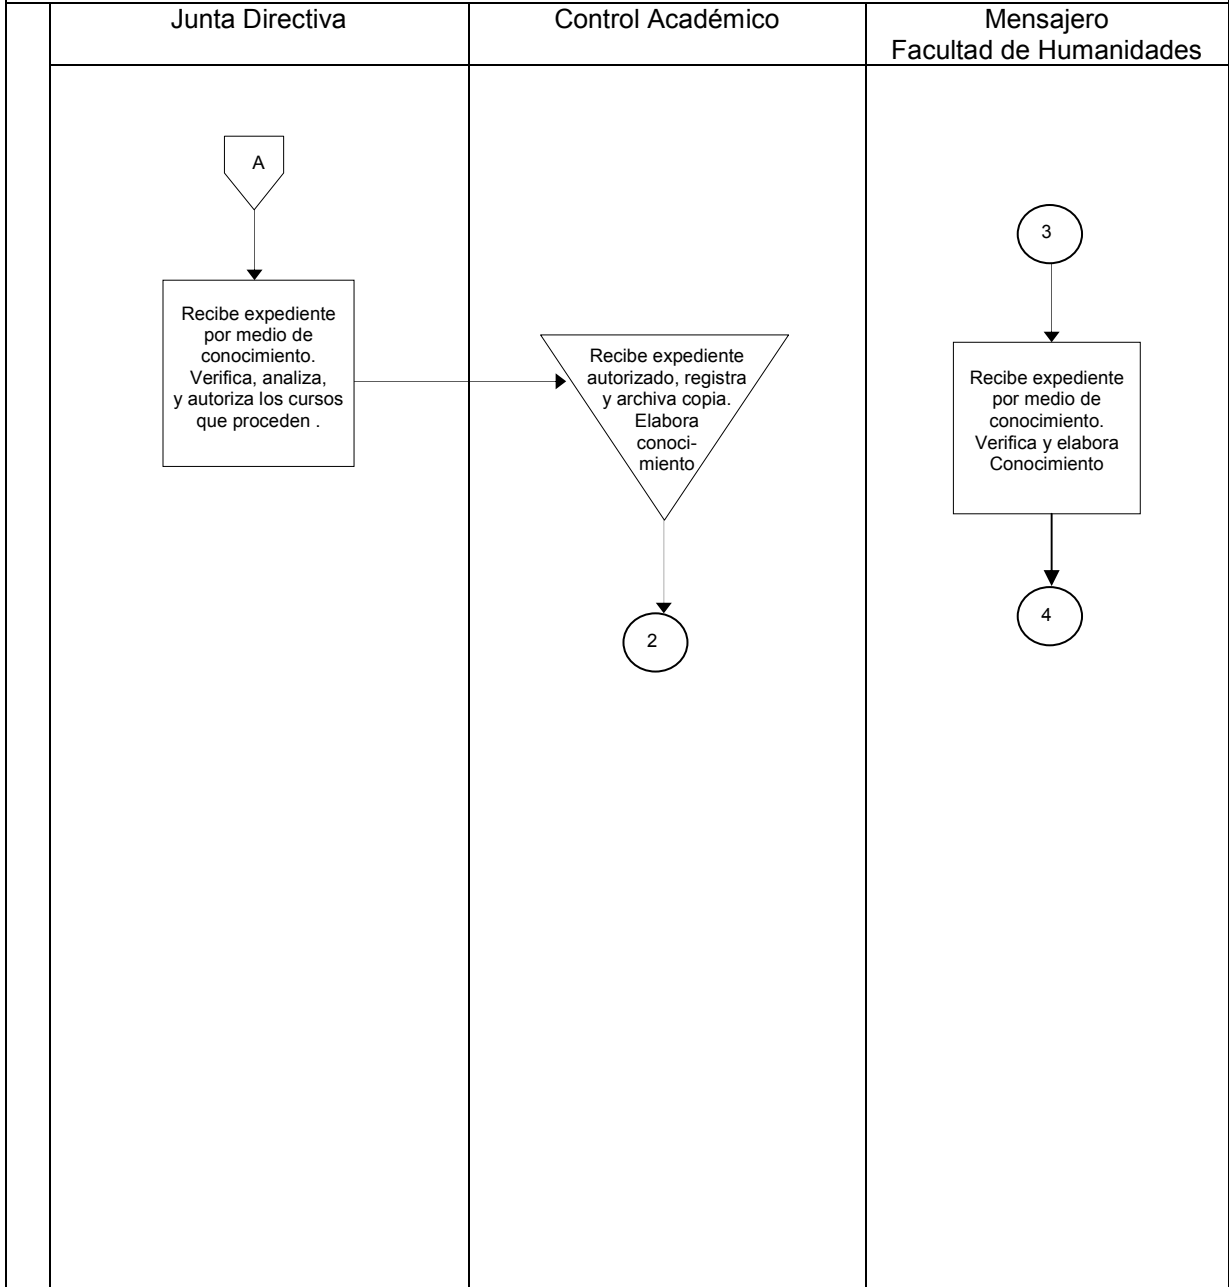 Junta Directiva
Control Académico
Mensajero
Facultad de Humanidades
A
Recibe expediente
por medio de
conocimiento.
Verifica, analiza,
y autoriza los cursos
que proceden .
Recibe expediente
autorizado, registra
y archiva copia.
Elabora
conoci-
miento
2
3
Recibe expediente
por medio de
conocimiento.
Verifica y elabora
Conocimiento
4